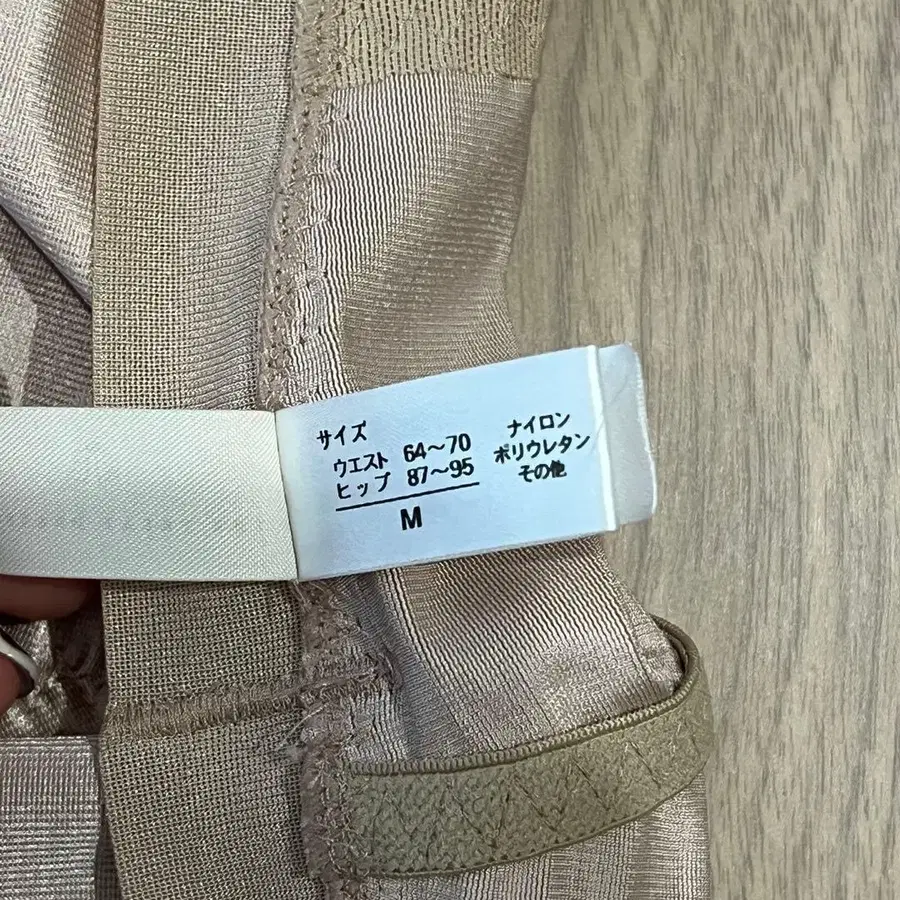 サイズ
ウエスト 64～70
ヒップ 87～95
M
ナイロン
ポリウレタン
その他